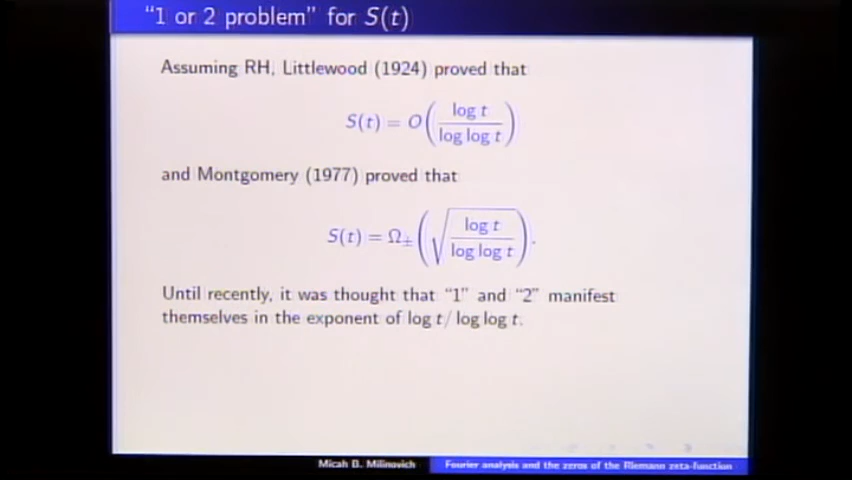 “1 or 2 problem” for S(t)
Assuming RH, Littlewood (1924) proved that
S(t) = O(log t / log log t)
and Montgomery (1977) proved that
S(t) = Ω±(√(log t / log log t)).
Until recently, it was thought that “1” and “2” manifest
themselves in the exponent of log t/ log log t.
Micah B. Milinovich Fourier analysis and the zeros of the Riemann zeta-function